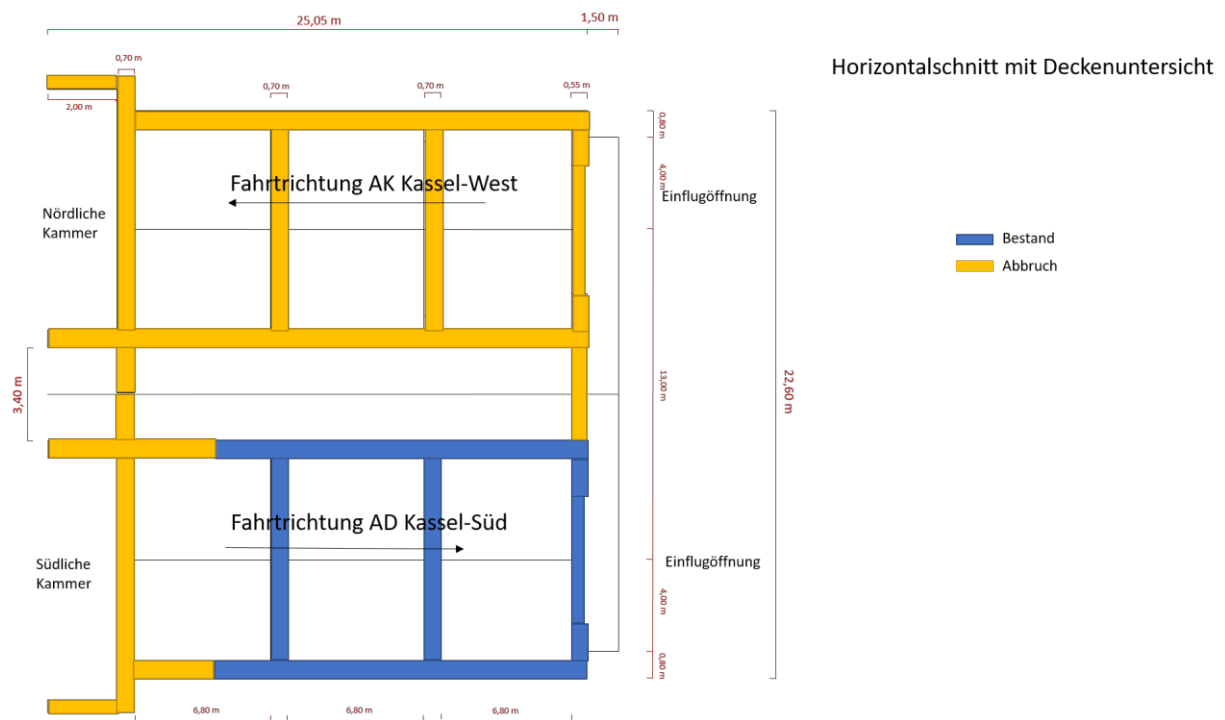 25,05 m
1,50 m
Horizontalschnitt mit Deckenuntersicht
0,70 m
0,70 m
0,70 m
0,55 m
2,00 m
0,80 m
4,00 m
Fahrtrichtung AK Kassel-West
Einflugöffnung
Nördliche
Kammer
Bestand
Abbruch
3,40 m
13,00 m
22,60 m
Fahrtrichtung AD Kassel-Süd
Südliche
Kammer
Einflugöffnung
4,00 m
0,80 m
6,80 m
6,80 m
6,80 m